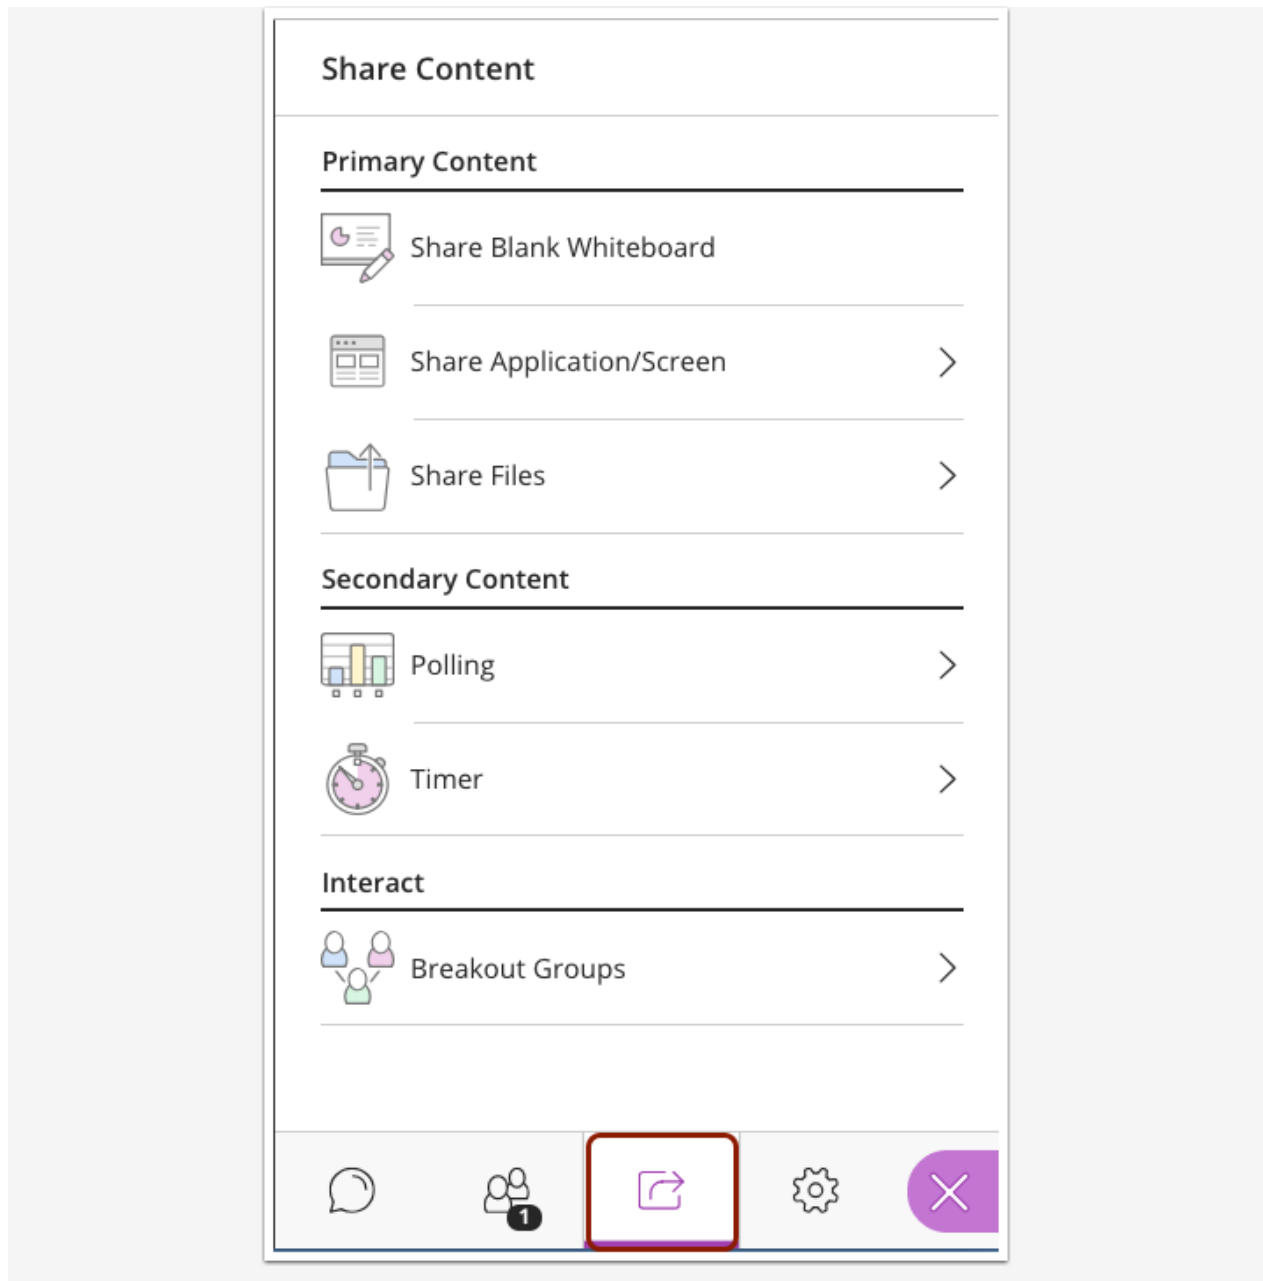 Share Content
Primary Content
Share Blank Whiteboard
Share Application/Screen
Share Files
Secondary Content
Polling
Timer
Interact
Breakout Groups
1